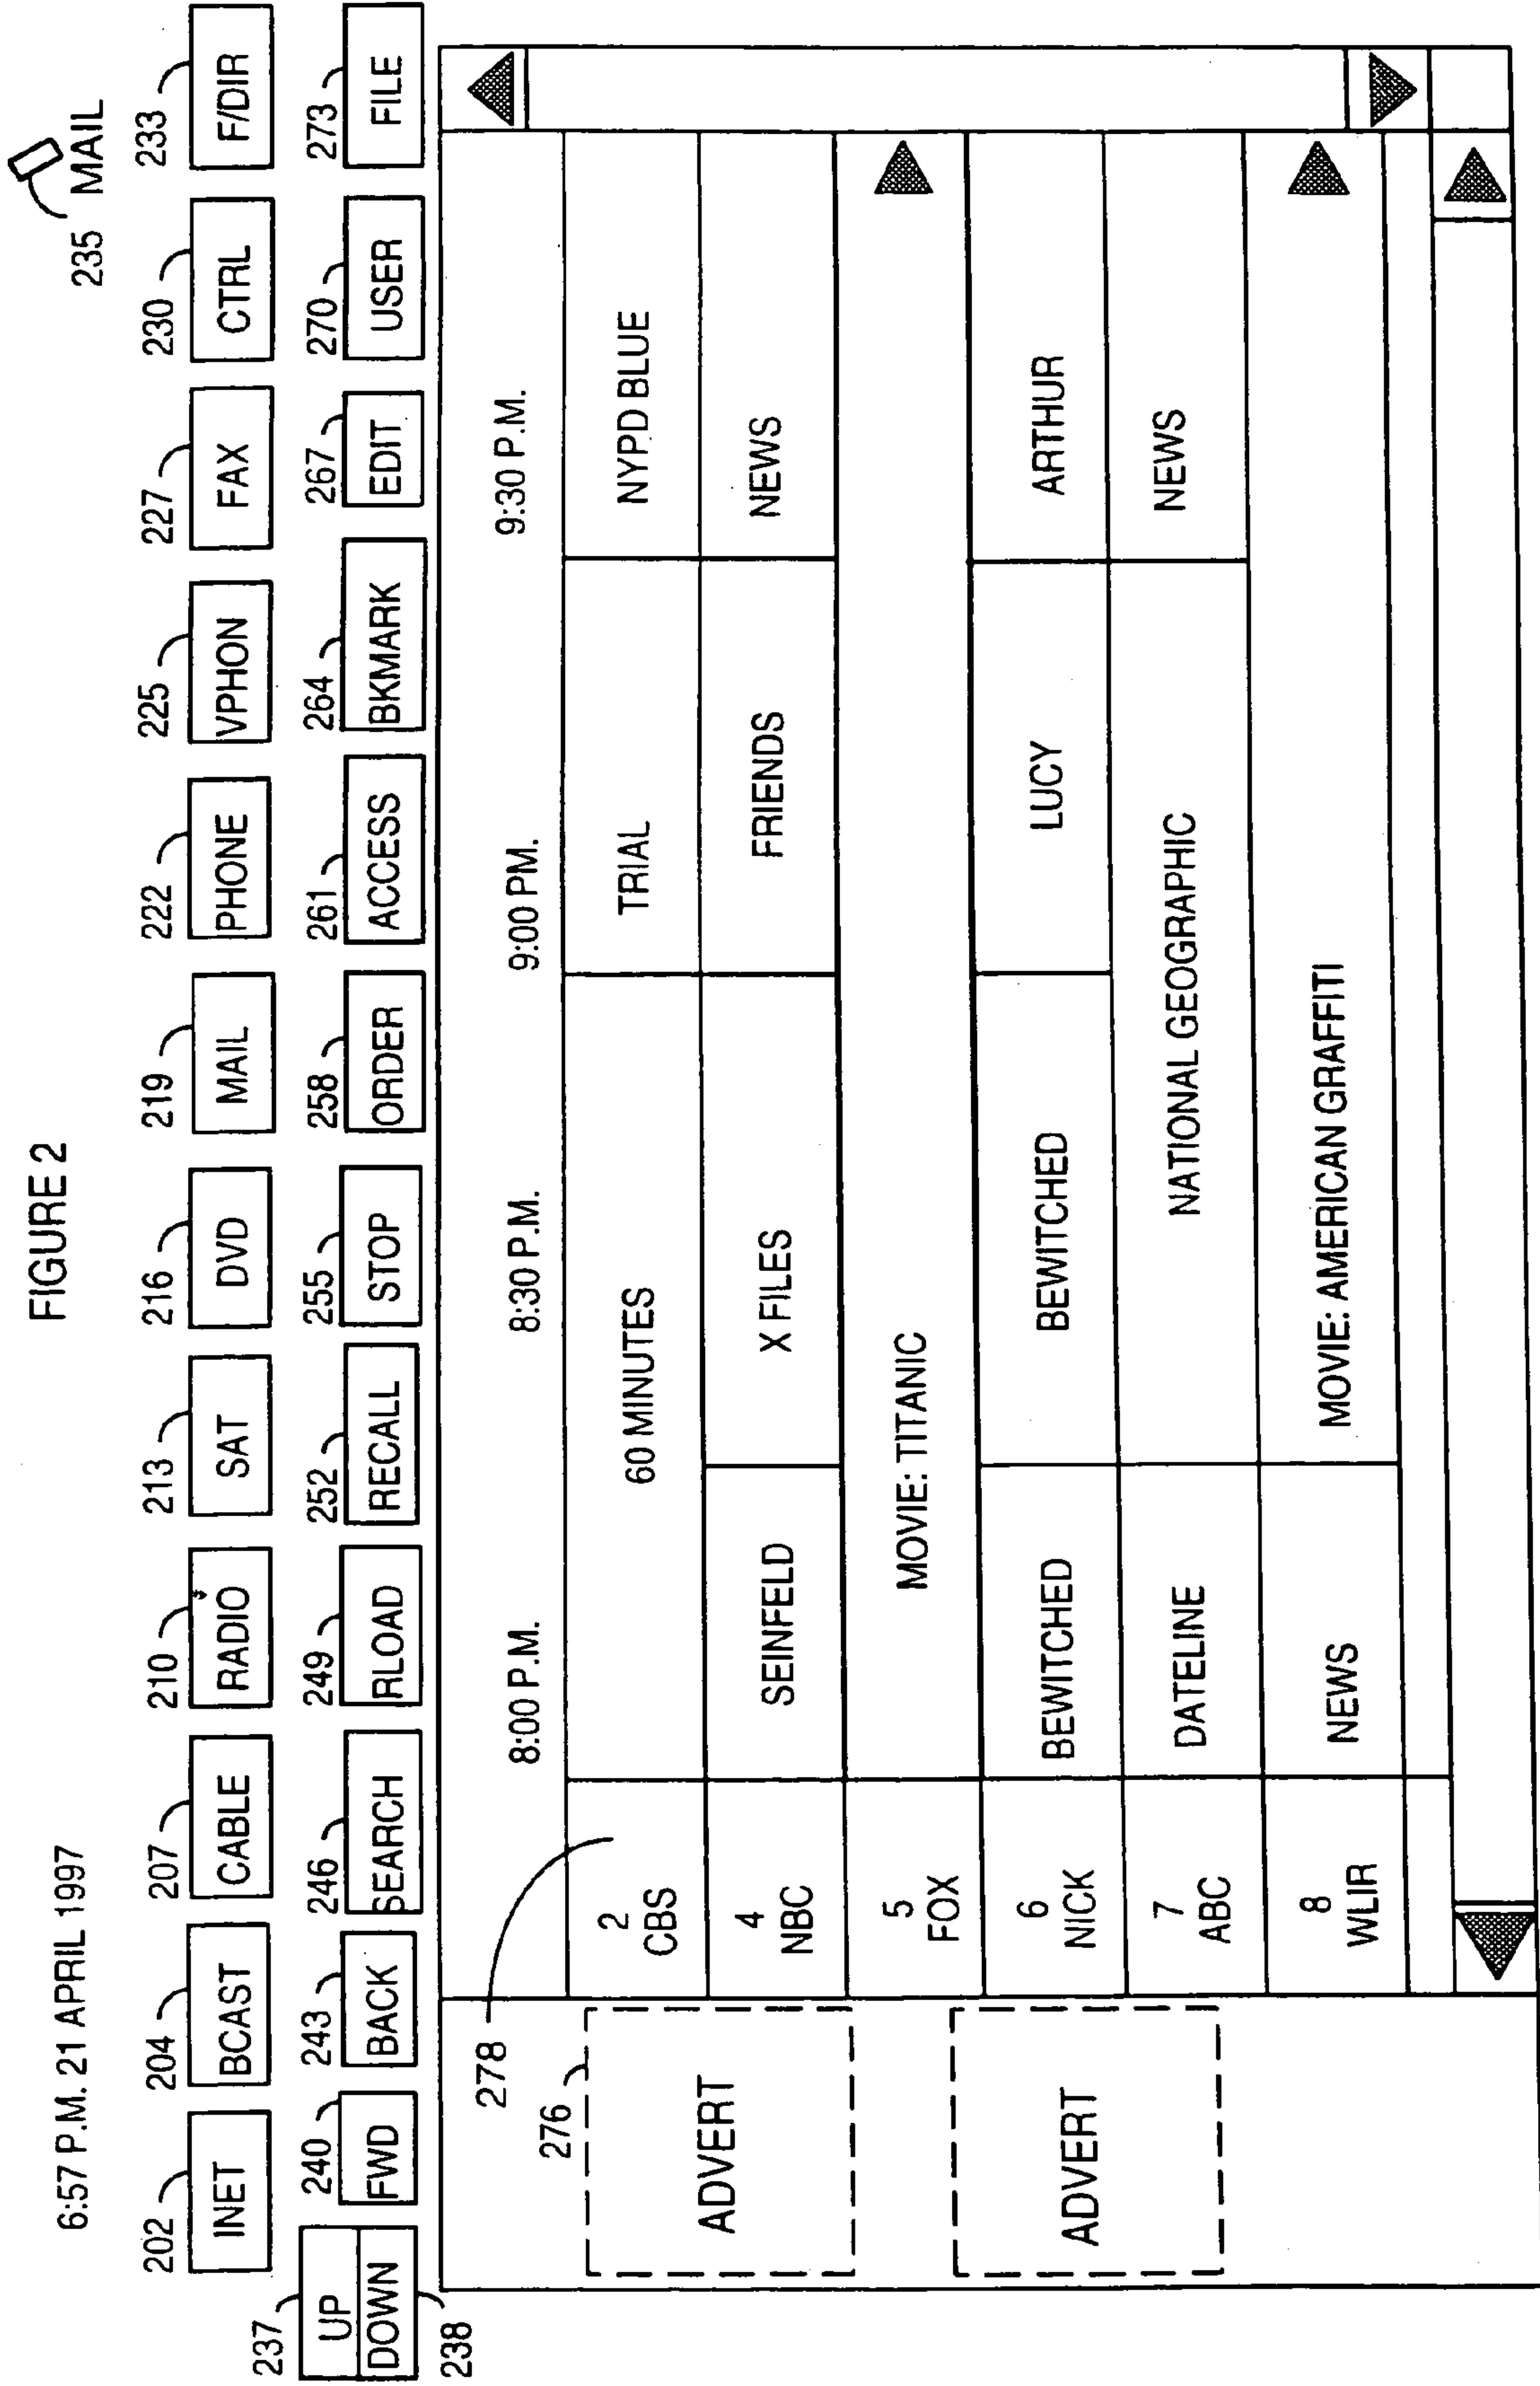 FIGURE 2
6:57 P.M. 21 APRIL 1997
235 MAIL
202 204 207 210 213 216 219 222 225 227 230 233
INET BCAST CABLE RADIO SAT DVD MAIL PHONE VPHON FAX CTRL F/DIR
237 240 243 246 249 252 255 258 261 264 267 270 273
UP
DOWN FWD BACK SEARCH RLOAD RECALL STOP ORDER ACCESS BKMARK EDIT USER FILE
238
278
8:00 P.M. 8:30 P.M. 9:00 PM. 9:30 P.M.
276
ADVERT
2
CBS
60 MINUTES TRIAL NYPD BLUE
4
NBC
SEINFELD X FILES FRIENDS NEWS
5
FOX
MOVIE: TITANIC
ADVERT
6
NICK
BEWITCHED BEWITCHED LUCY ARTHUR
7
ABC
DATELINE NATIONAL GEOGRAPHIC NEWS
8
WLIR
NEWS MOVIE: AMERICAN GRAFFITI